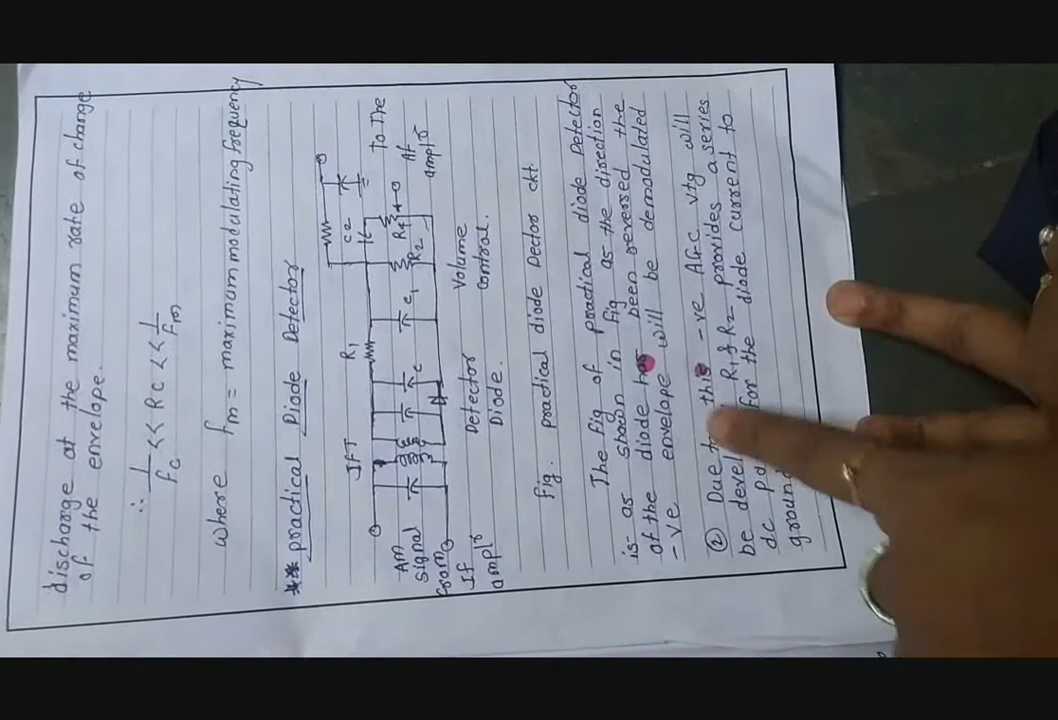 discharge at the maximum rate of change
of the envelope.
∴ 1/fc << RC << 1/Fm
where fm = maximum modulating frequency
** practical Diode Detector
IFT R1 C2 To The
AM C C1 R2 R4 AF
signal amplr
from
IF Detector Volume
amplr Diode. control.
fig. practical diode Dector ckt.
The fig of practical diode Detector
is as shown in fig as the direction
of the diode has been reversed the
-ve envelope will be demodulated
② Due to this -ve AGC vtg will
be devel R1 & R2 provides a series
dc for the diode current to
ground